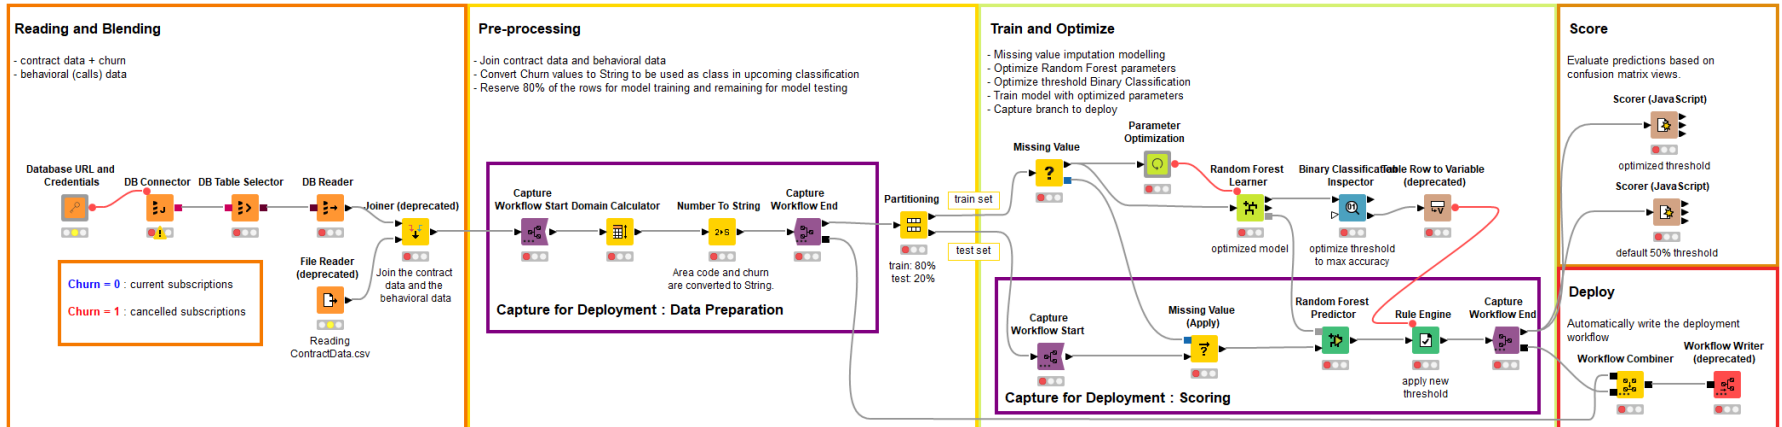 Reading and Blending
- contract data + churn
- behavioral (calls) data
Database URL and
Credentials
DB Connector
DB Table Selector
DB Reader
Joiner (deprecated)
Join the contract
data and the
behavioral data
File Reader
(deprecated)
Reading
ContractData.csv
Churn = 0 : current subscriptions
Churn = 1 : cancelled subscriptions
Pre-processing
- Join contract data and behavioral data
- Convert Churn values to String to be used as class in upcoming classification
- Reserve 80% of the rows for model training and remaining for model testing
Capture
Workflow Start
Domain Calculator
Number To String
Area code and churn
are converted to String.
Capture
Workflow End
Capture for Deployment : Data Preparation
Partitioning
train: 80%
test: 20%
train set
test set
Train and Optimize
- Missing value imputation modelling
- Optimize Random Forest parameters
- Optimize threshold Binary Classification
- Train model with optimized parameters
- Capture branch to deploy
Missing Value
Parameter
Optimization
Random Forest
Learner
optimized model
Binary Classification
Inspector
optimize threshold
to max accuracy
Table Row to Variable
(deprecated)
Capture
Workflow Start
Missing Value
(Apply)
Random Forest
Predictor
Rule Engine
apply new
threshold
Capture
Workflow End
Capture for Deployment : Scoring
Score
Evaluate predictions based on
confusion matrix views.
Scorer (JavaScript)
optimized threshold
Scorer (JavaScript)
default 50% threshold
Deploy
Automatically write the deployment
workflow
Workflow Combiner
Workflow Writer
(deprecated)